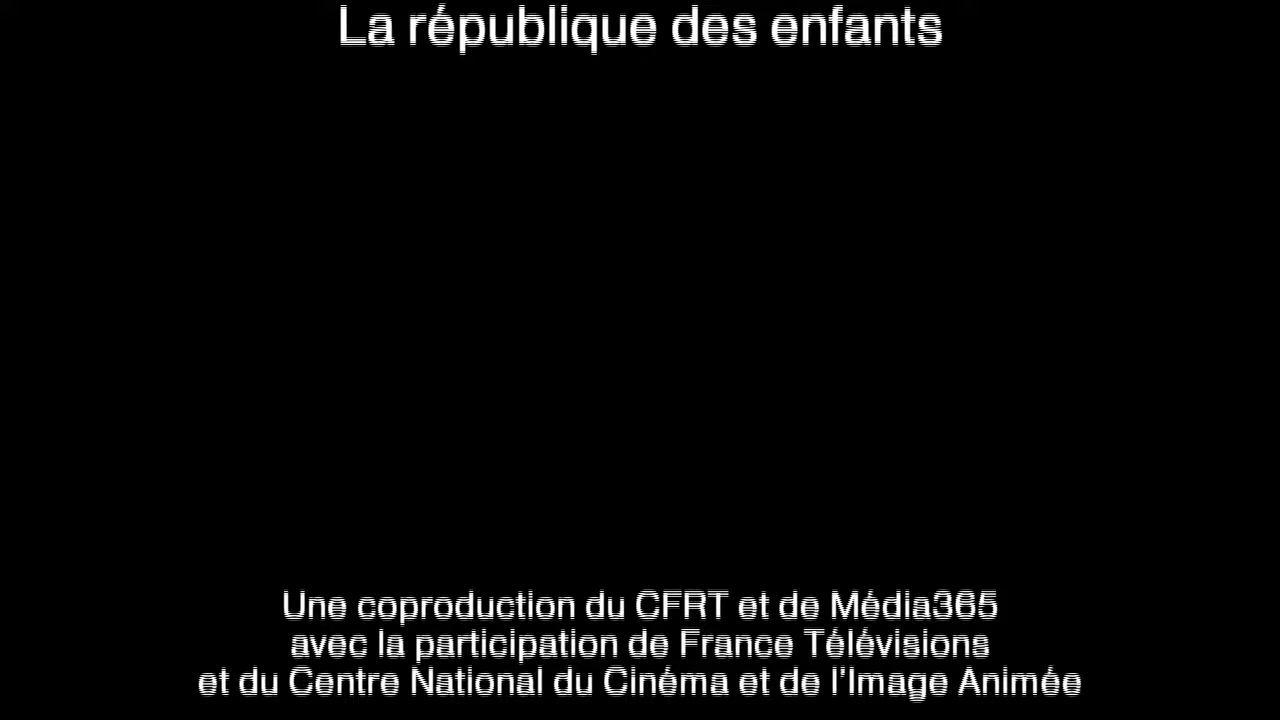 La république des enfants
Une coproduction du CFRT et de Média365
avec la participation de France Télévisions
et du Centre National du Cinéma et de l'Image Animée